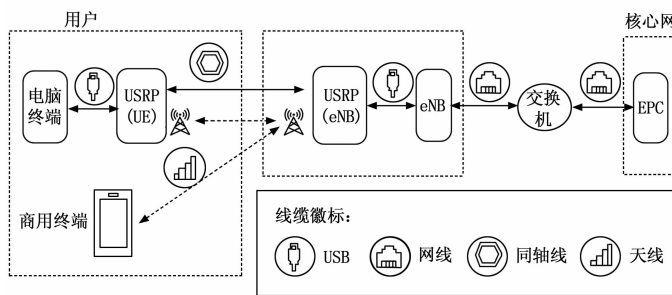 用户
核心网
电脑
终端
USRP
(UE)
USRP
(eNB)
eNB
交换
机
EPC
商用终端
线缆徽标：
USB
网线
同轴线
天线